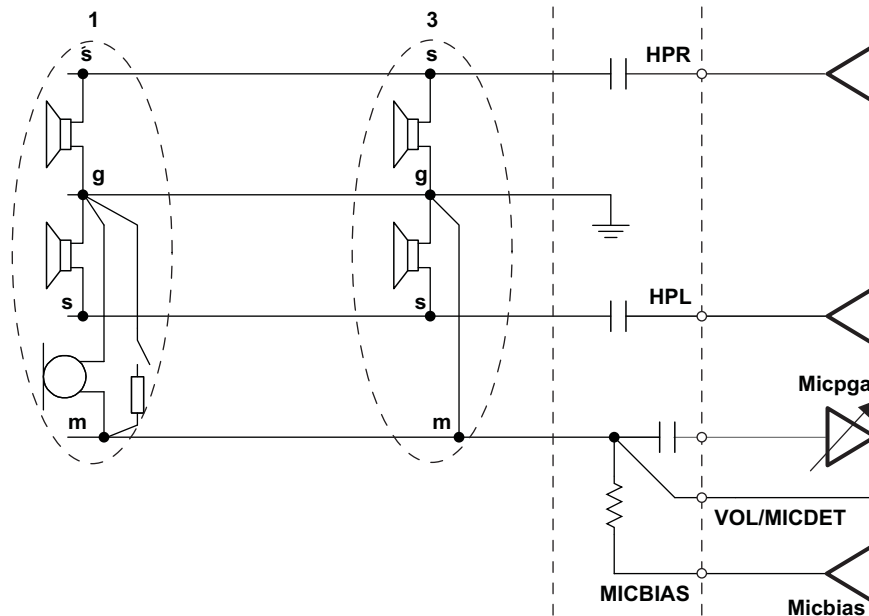 1 3
s s HPR
g g
s s HPL
Micpga
m m
VOL/MICDET
MICBIAS
Micbias